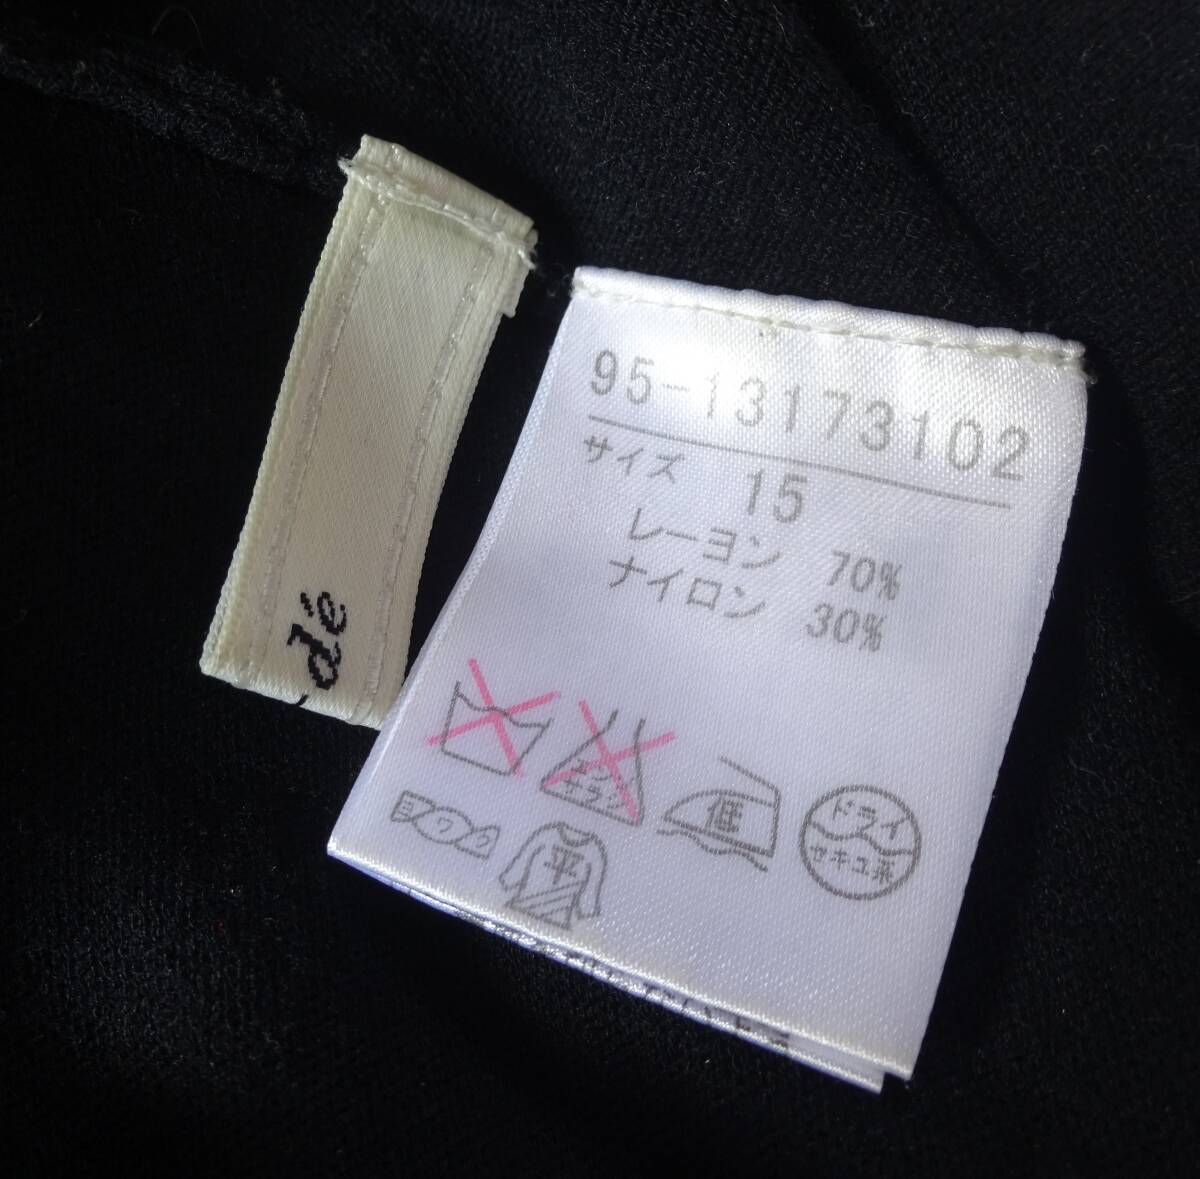 dé
95-13173102
サイズ 15
レーヨン 70%
ナイロン 30%
エンソ
サラシ
低
ドライ
セキユ系
ヨワク
平